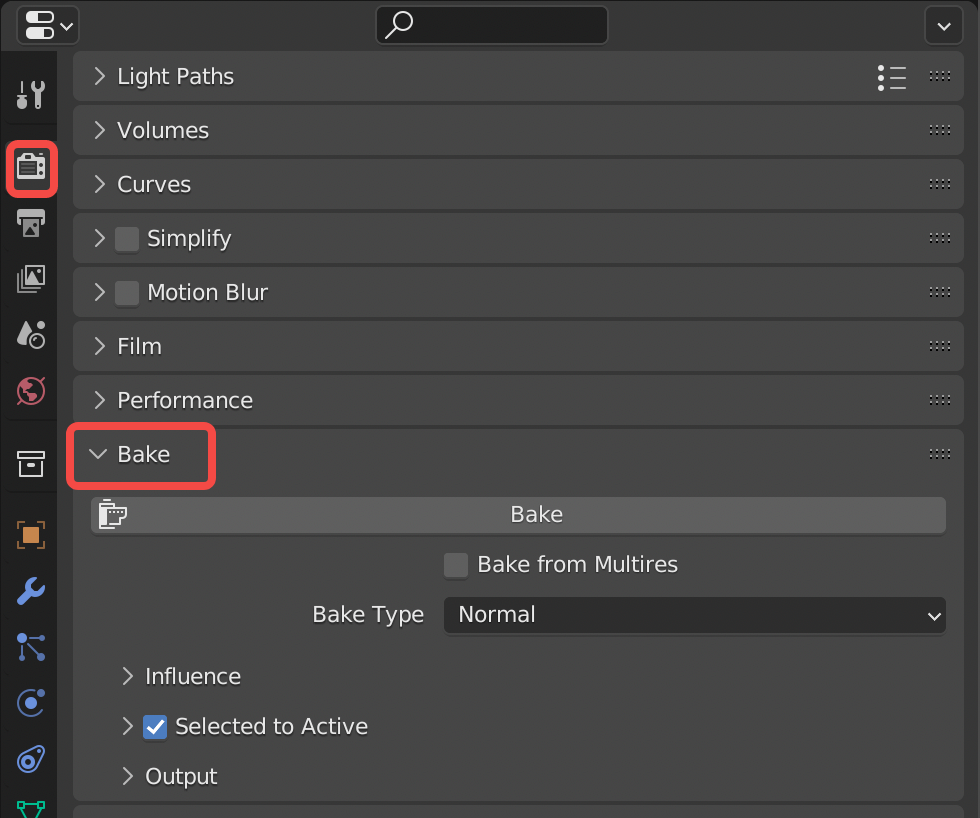 Light Paths
Volumes
Curves
Simplify
Motion Blur
Film
Performance
Bake
Bake
Bake from Multires
Bake Type Normal
Influence
Selected to Active
Output